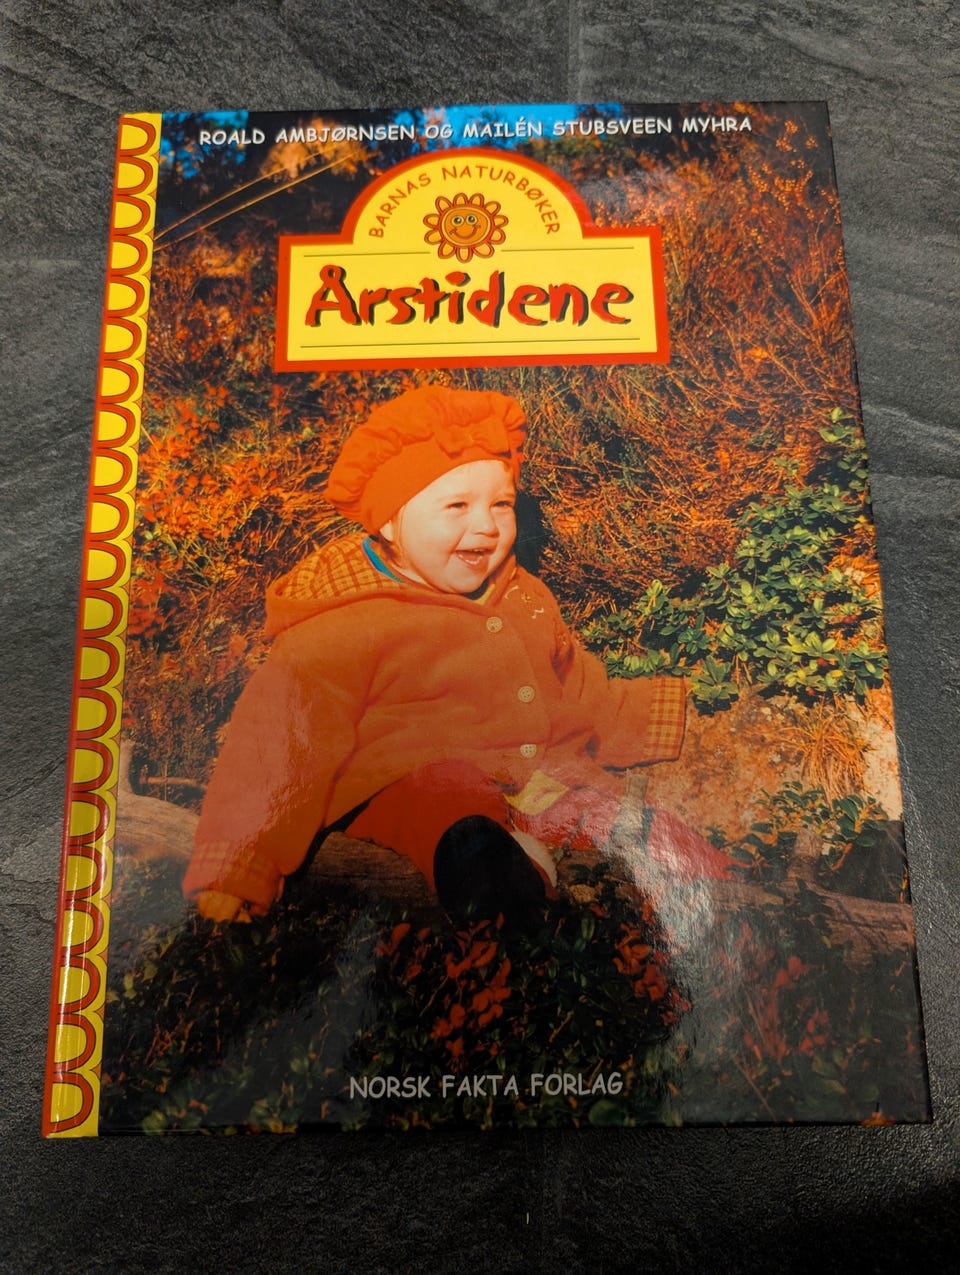 ROALD AMBJØRNSEN OG MAILÉN STUBSVEEN MYHRA
BARNAS NATURBØKER
Årstidene
NORSK FAKTA FORLAG